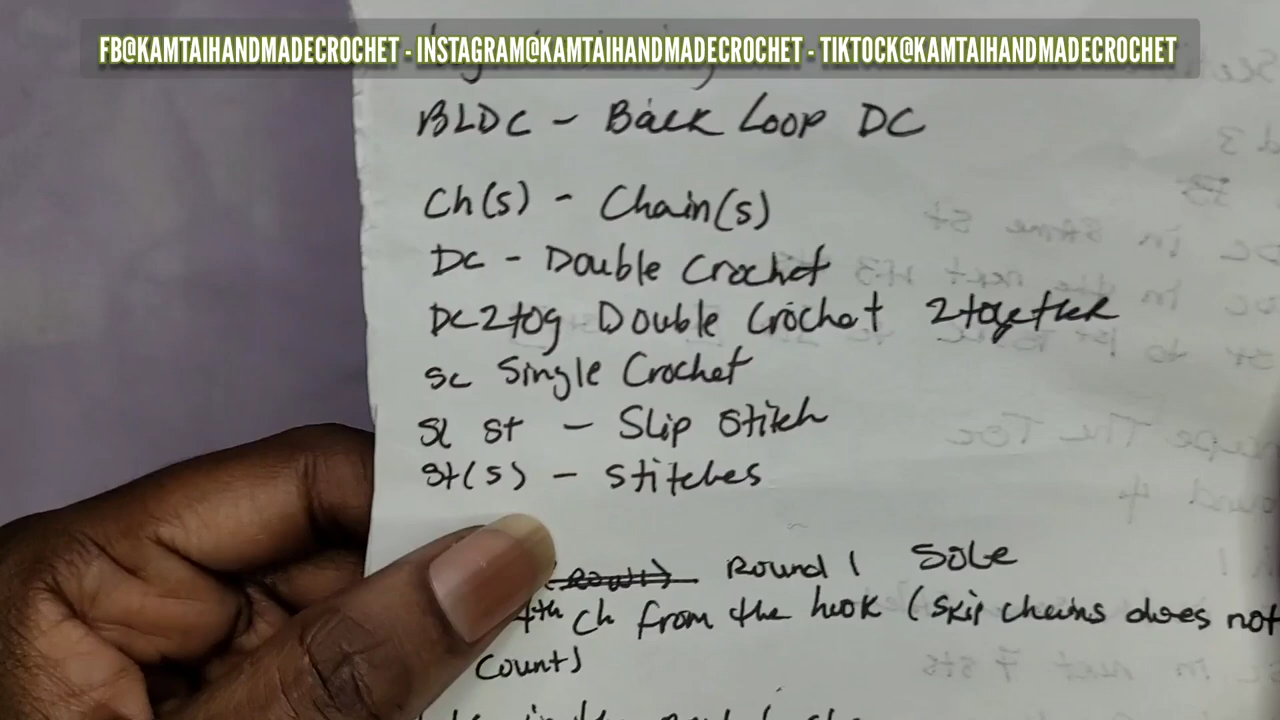 FB@KAMTAIHANDMADECROCHET - INSTAGRAM@KAMTAIHANDMADECROCHET - TIKTOCK@KAMTAIHANDMADECROCHET
BLDC - Back Loop DC
Ch(s) - Chain(s)
DC - Double Crochet
DC2tog Double Crochet 2together
Sc Single Crochet
Sl st - Slip Stitch
St(s) - Stitches
Round 1 Sole
4th ch from the hook (skip chains does not
count)